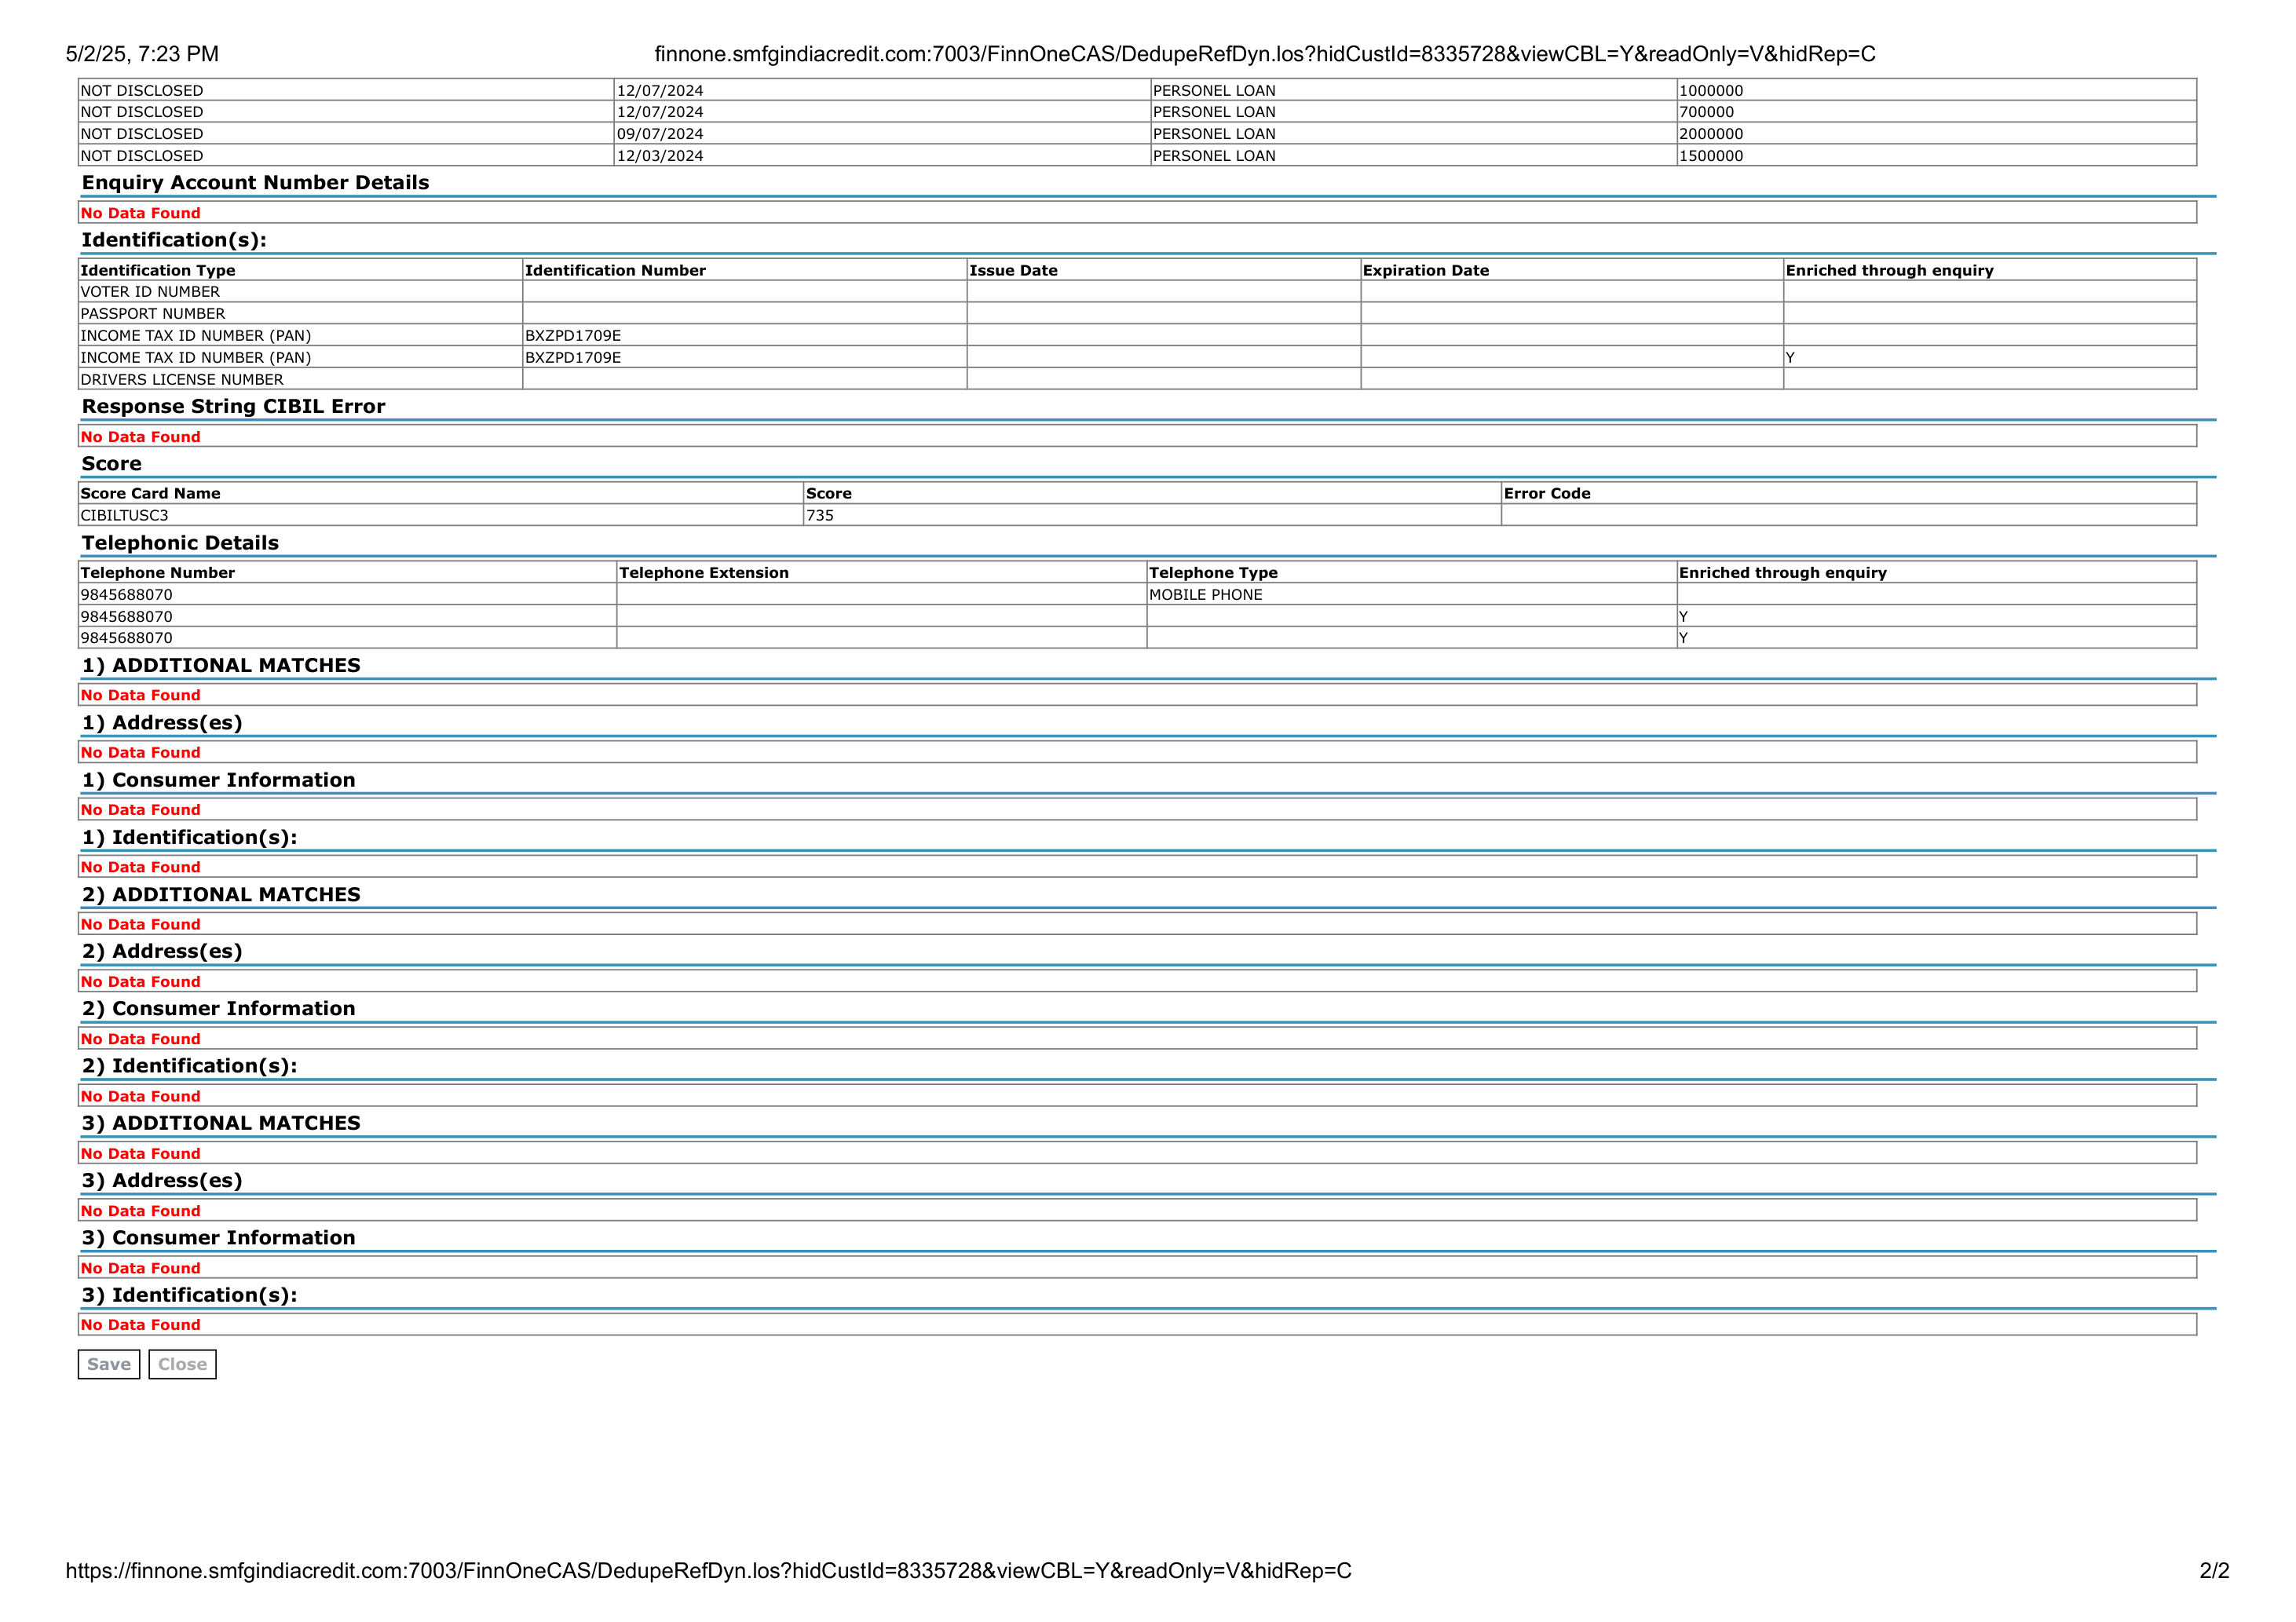 5/2/25, 7:23 PM finnone.smfgindiacredit.com:7003/FinnOneCAS/DedupeRefDyn.los?hidCustId=8335728&viewCBL=Y&readOnly=V&hidRep=C
NOT DISCLOSED 12/07/2024 PERSONEL LOAN 1000000
NOT DISCLOSED 12/07/2024 PERSONEL LOAN 700000
NOT DISCLOSED 09/07/2024 PERSONEL LOAN 2000000
NOT DISCLOSED 12/03/2024 PERSONEL LOAN 1500000
Enquiry Account Number Details
No Data Found
Identification(s):
Identification Type Identification Number Issue Date Expiration Date Enriched through enquiry
VOTER ID NUMBER
PASSPORT NUMBER
INCOME TAX ID NUMBER (PAN) BXZPD1709E
INCOME TAX ID NUMBER (PAN) BXZPD1709E Y
DRIVERS LICENSE NUMBER
Response String CIBIL Error
No Data Found
Score
Score Card Name Score Error Code
CIBILTUSC3 735
Telephonic Details
Telephone Number Telephone Extension Telephone Type Enriched through enquiry
9845688070 MOBILE PHONE
9845688070 Y
9845688070 Y
1) ADDITIONAL MATCHES
No Data Found
1) Address(es)
No Data Found
1) Consumer Information
No Data Found
1) Identification(s):
No Data Found
2) ADDITIONAL MATCHES
No Data Found
2) Address(es)
No Data Found
2) Consumer Information
No Data Found
2) Identification(s):
No Data Found
3) ADDITIONAL MATCHES
No Data Found
3) Address(es)
No Data Found
3) Consumer Information
No Data Found
3) Identification(s):
No Data Found
Save Close
https://finnone.smfgindiacredit.com:7003/FinnOneCAS/DedupeRefDyn.los?hidCustId=8335728&viewCBL=Y&readOnly=V&hidRep=C 2/2